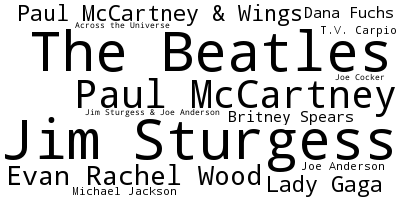 Paul McCartney & Wings
Dana Fuchs
Across the Universe
T.V. Carpio
The Beatles
Joe Cocker
Paul McCartney
Jim Sturgess & Joe Anderson
Britney Spears
Jim Sturgess
Joe Anderson
Evan Rachel Wood
Lady Gaga
Michael Jackson